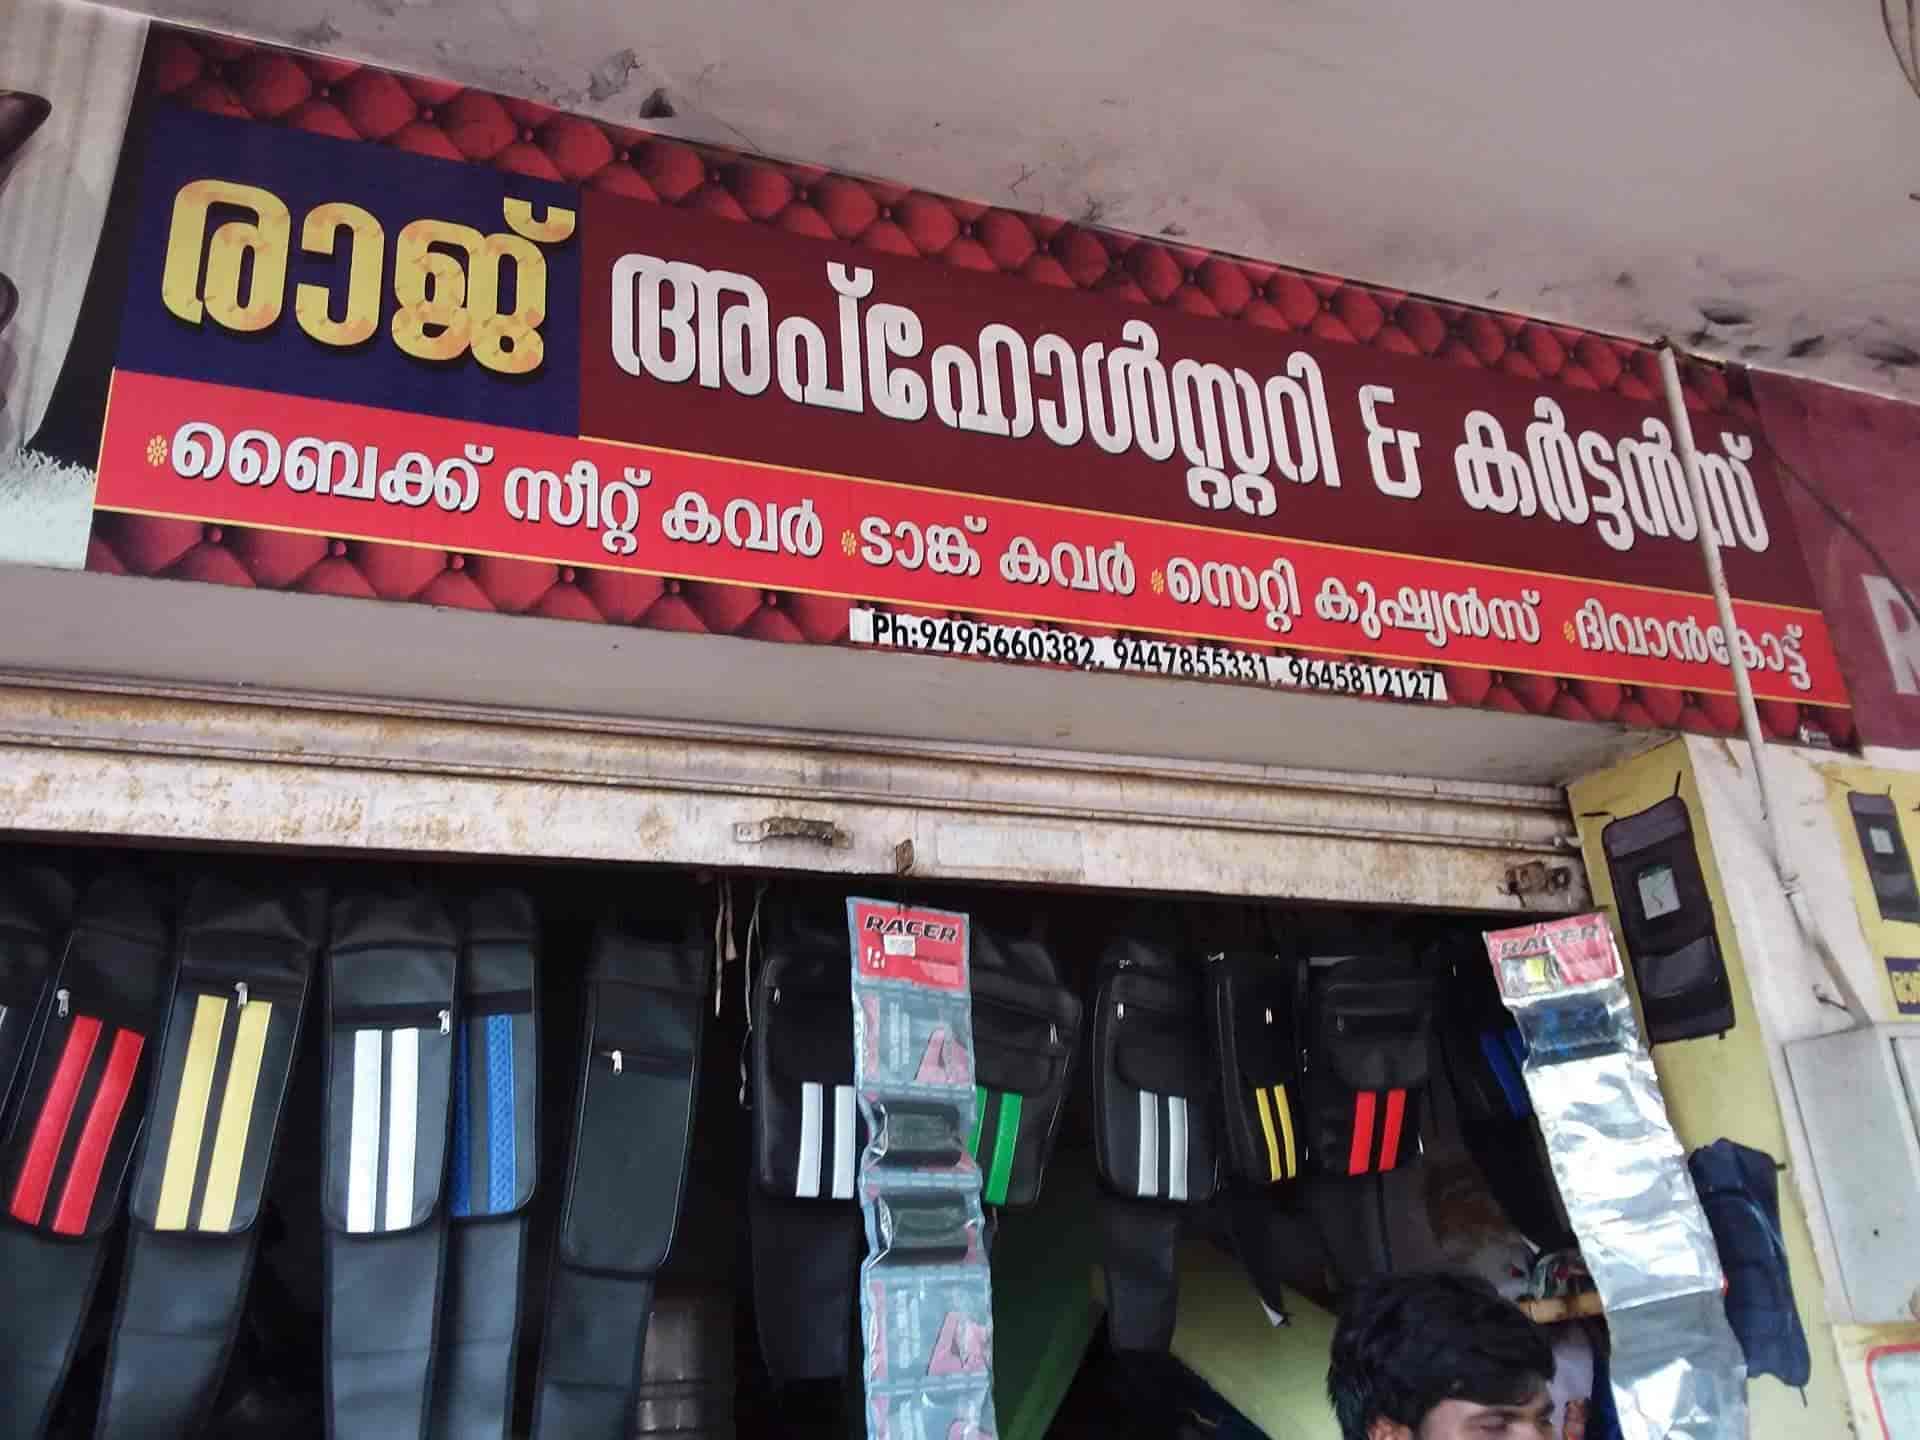 രാജ് അപ്ഹോൾസ്റ്ററി & കർട്ടൻസ്
ബൈക്ക് സീറ്റ് കവർ ടാങ്ക് കവർ സെറ്റി കുഷ്യൻസ് ദിവാൻകോട്ട്
Ph:9495660382, 9447855331, 9645812127
RACER
RACER